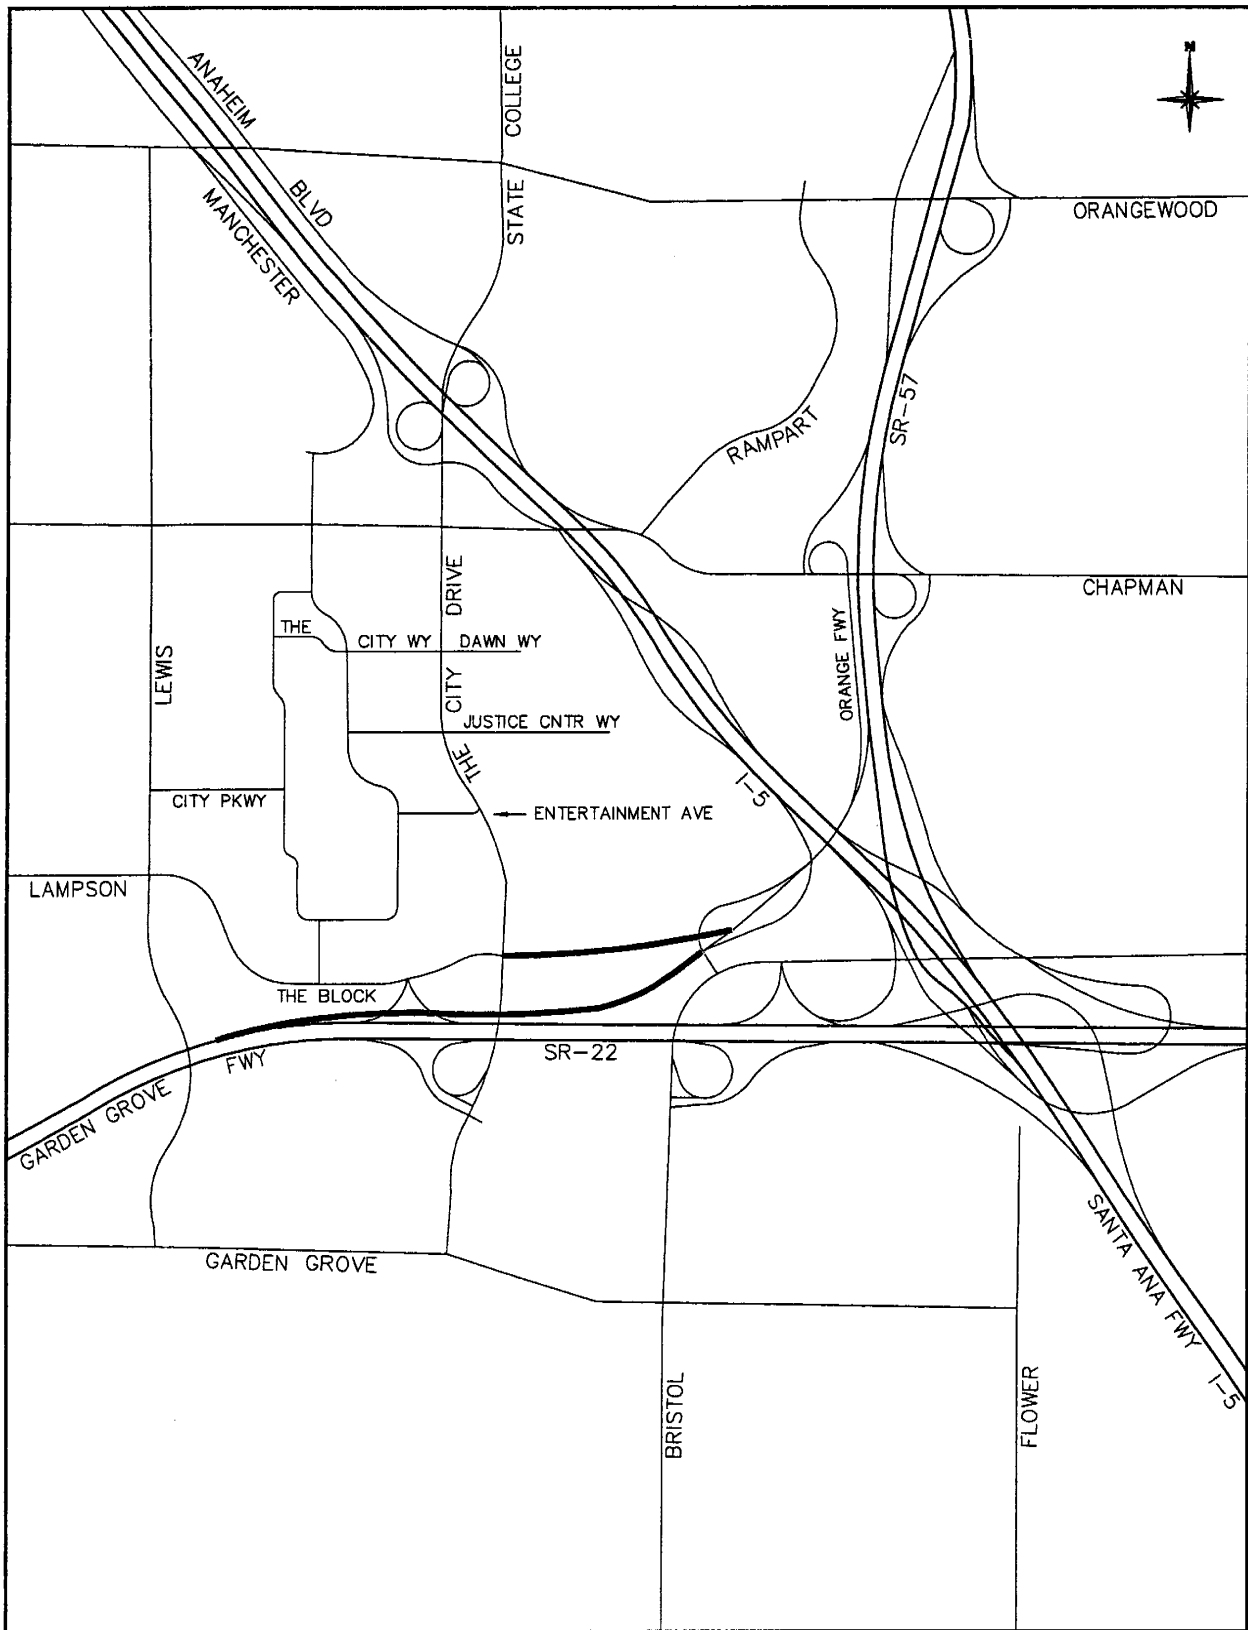 N
ANAHEIM
BLVD
MANCHESTER
STATE COLLEGE
ORANGEWOOD
SR-57
RAMPART
CHAPMAN
ORANGE FWY
LEWIS
THE
CITY WY
DAWN WY
THE CITY DRIVE
JUSTICE CNTR WY
CITY PKWY
ENTERTAINMENT AVE
I-5
LAMPSON
THE BLOCK
SR-22
GARDEN GROVE FWY
GARDEN GROVE
SANTA ANA FWY
I-5
BRISTOL
FLOWER